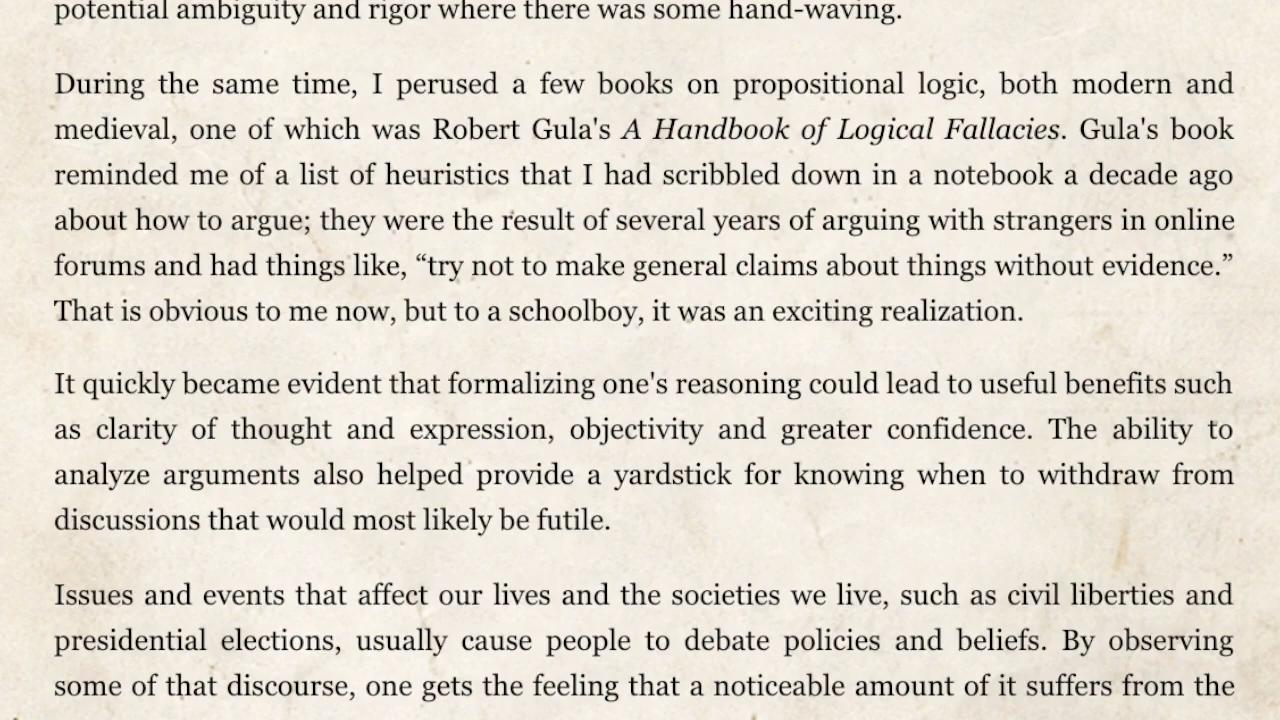 potential ambiguity and rigor where there was some hand-waving.
During the same time, I perused a few books on propositional logic, both modern and
medieval, one of which was Robert Gula's A Handbook of Logical Fallacies. Gula's book
reminded me of a list of heuristics that I had scribbled down in a notebook a decade ago
about how to argue; they were the result of several years of arguing with strangers in online
forums and had things like, “try not to make general claims about things without evidence.”
That is obvious to me now, but to a schoolboy, it was an exciting realization.
It quickly became evident that formalizing one's reasoning could lead to useful benefits such
as clarity of thought and expression, objectivity and greater confidence. The ability to
analyze arguments also helped provide a yardstick for knowing when to withdraw from
discussions that would most likely be futile.
Issues and events that affect our lives and the societies we live, such as civil liberties and
presidential elections, usually cause people to debate policies and beliefs. By observing
some of that discourse, one gets the feeling that a noticeable amount of it suffers from the